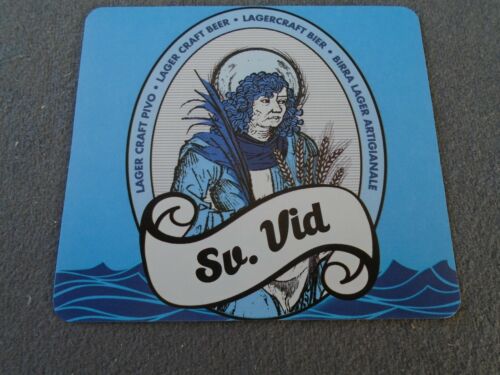 LAGER CRAFT PIVO • LAGER CRAFT BEER • LAGERCRAFT BIER • BIRRA LAGER ARTIGIANALE
Sv. Vid